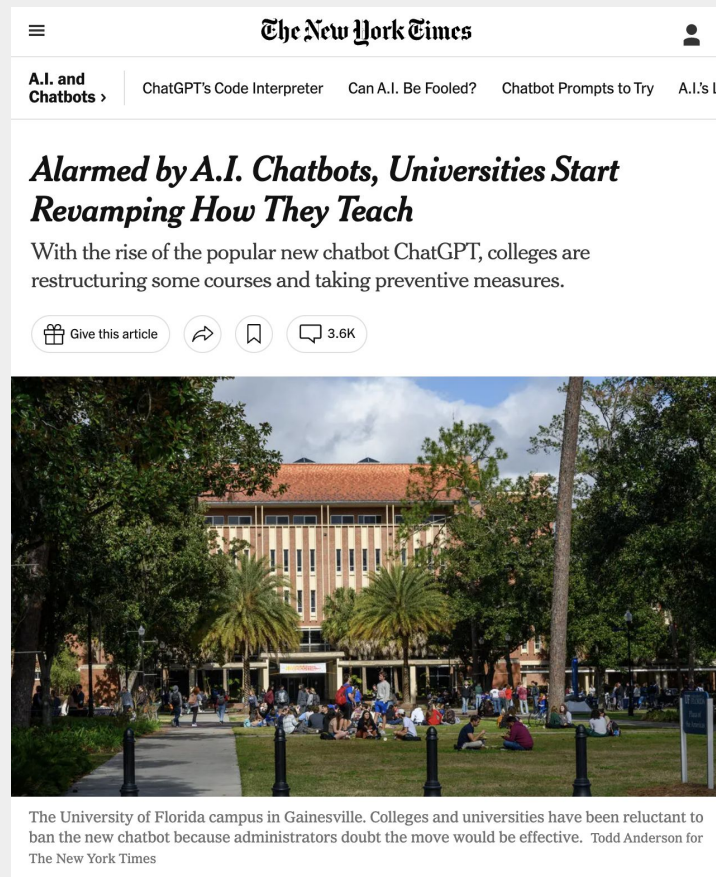 The New York Times
A.I. and
Chatbots >
ChatGPT's Code Interpreter
Can A.I. Be Fooled?
Chatbot Prompts to Try
A.I.'s
Alarmed by A.I. Chatbots, Universities Start
Revamping How They Teach
With the rise of the popular new chatbot ChatGPT, colleges are
restructuring some courses and taking preventive measures.
Give this article
3.6K
The University of Florida campus in Gainesville. Colleges and universities have been reluctant to
ban the new chatbot because administrators doubt the move would be effective. Todd Anderson for
The New York Times